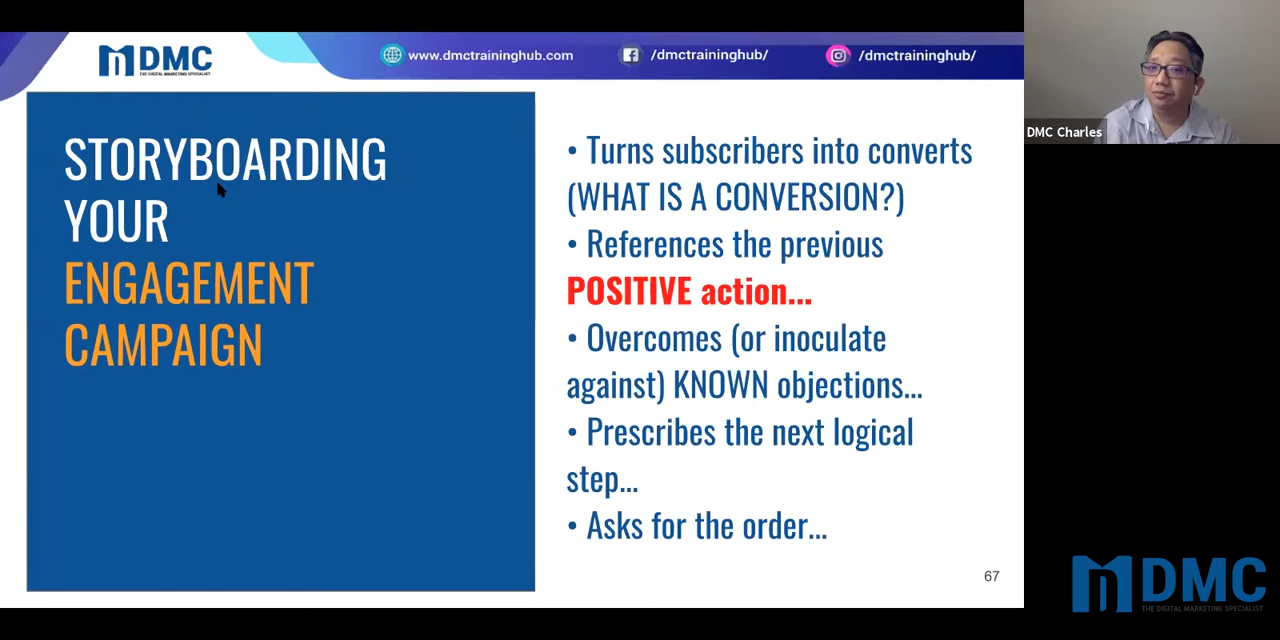 DMC
THE DIGITAL MARKETING SPECIALIST
www.dmctraininghub.com
/dmctraininghub/
/dmctraininghub/
DMC Charles
STORYBOARDING
YOUR
ENGAGEMENT
CAMPAIGN
• Turns subscribers into converts
(WHAT IS A CONVERSION?)
• References the previous
POSITIVE action...
• Overcomes (or inoculate
against) KNOWN objections...
• Prescribes the next logical
step...
• Asks for the order...
67
DMC
THE DIGITAL MARKETING SPECIALIST